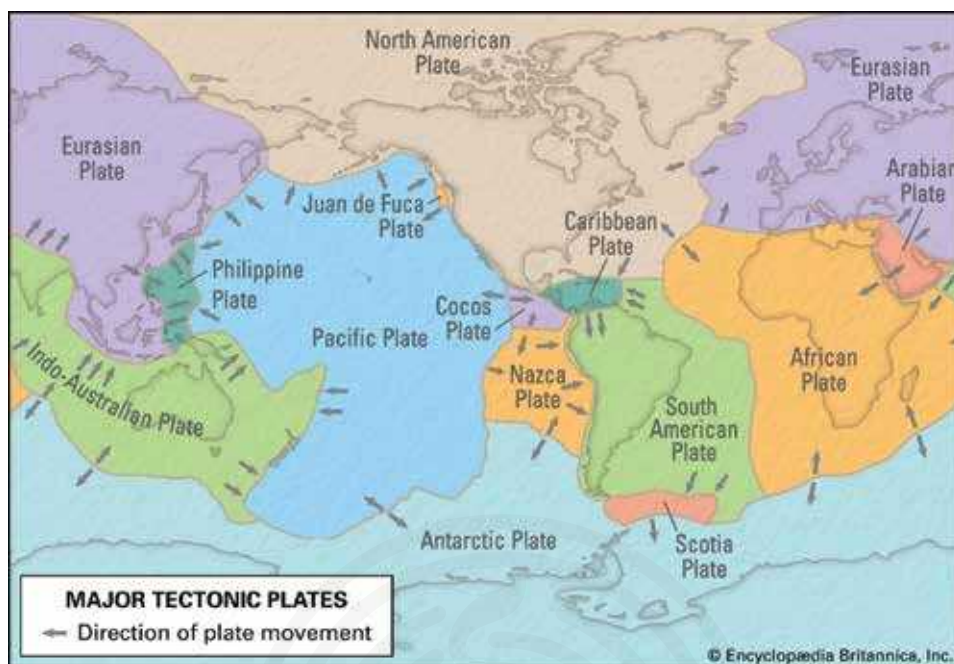 North American
Plate
Eurasian
Plate
Eurasian
Plate
Arabian
Plate
Juan de Fuca
Plate
Caribbean
Plate
Philippine
Plate
Cocos
Plate
Pacific Plate
Indo-Australian Plate
Nazca
Plate
African
Plate
South
American
Plate
Antarctic Plate
Scotia
Plate
MAJOR TECTONIC PLATES
Direction of plate movement
© Encyclopædia Britannica, Inc.